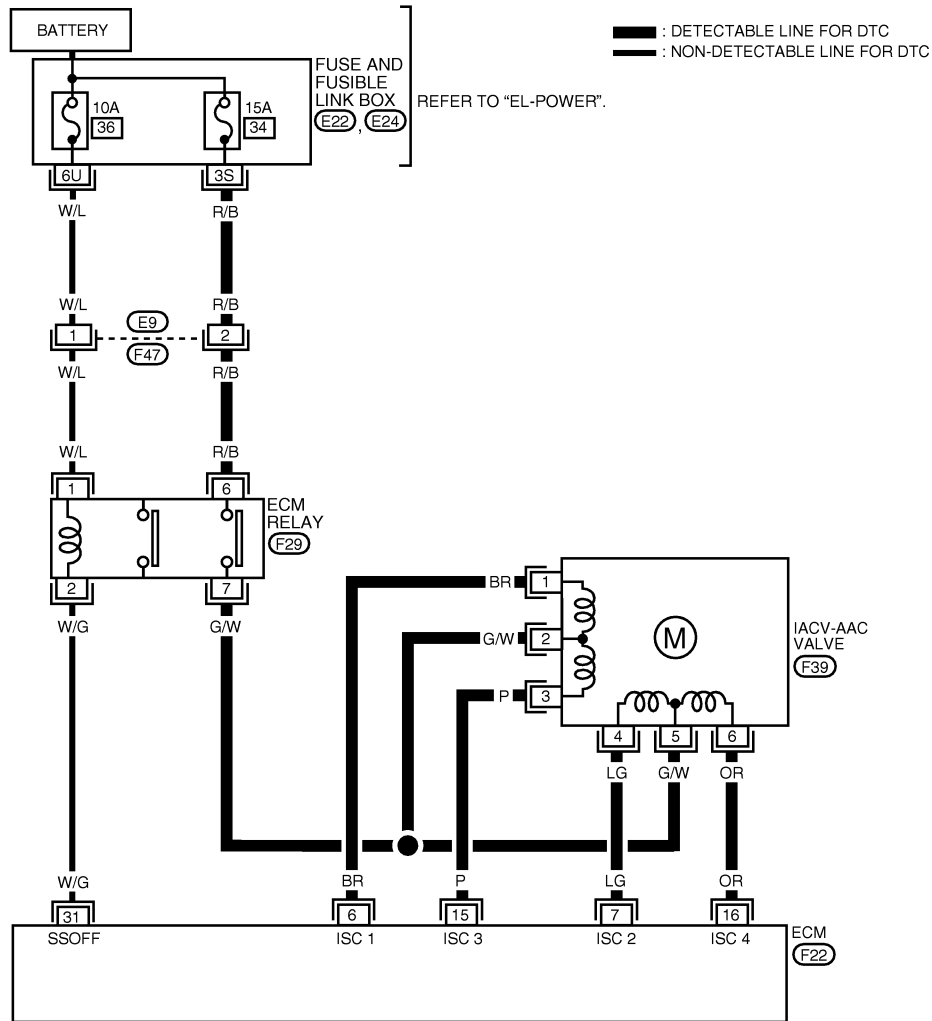 BATTERY
: DETECTABLE LINE FOR DTC
: NON-DETECTABLE LINE FOR DTC
FUSE AND
FUSIBLE
LINK BOX
E22 , E24
REFER TO “EL-POWER”.
10A
36
15A
34
6U
3S
W/L
R/B
W/L
R/B
1
E9
F47
2
W/L
R/B
W/L
R/B
1
6
ECM
RELAY
F29
2
7
W/G
G/W
BR
1
G/W
2
P
3
M
IACV-AAC
VALVE
F39
4
5
6
LG
G/W
OR
W/G
BR
P
LG
OR
31
6
15
7
16
SSOFF
ISC 1
ISC 3
ISC 2
ISC 4
ECM
F22